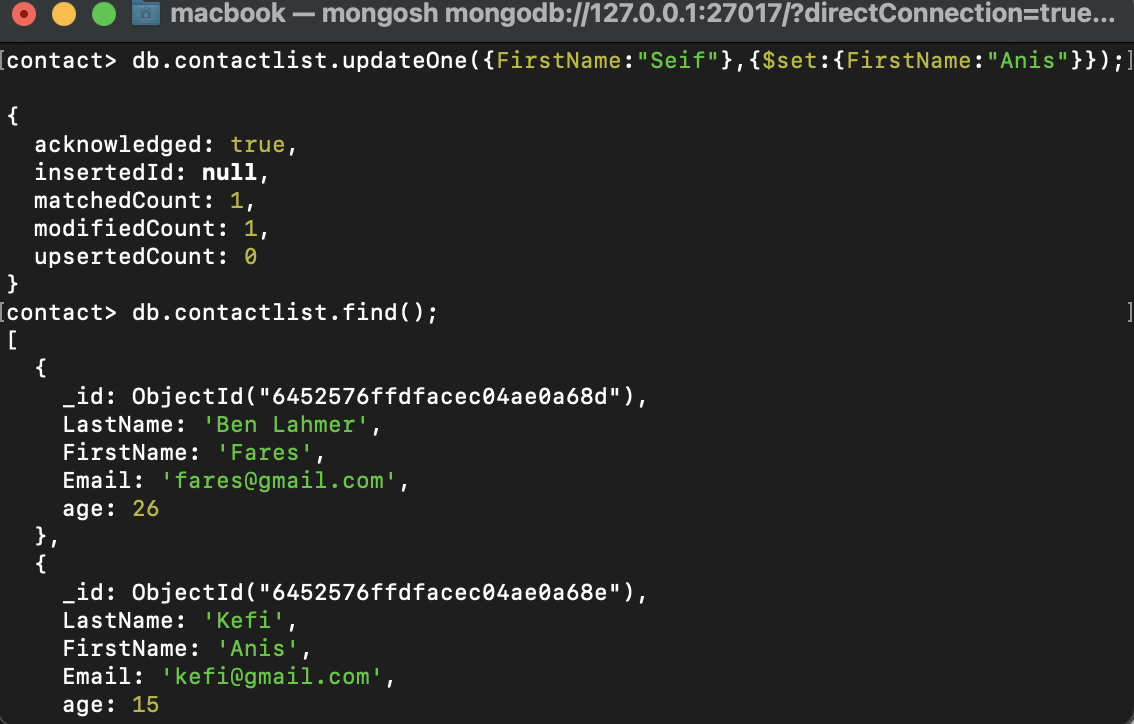 macbook — mongosh mongodb://127.0.0.1:27017/?directConnection=true...
[contact> db.contactlist.updateOne({FirstName:"Seif"},{$set:{FirstName:"Anis"}});]
{
acknowledged: true,
insertedId: null,
matchedCount: 1,
modifiedCount: 1,
upsertedCount: 0
}
[contact> db.contactlist.find(); ]
[
{
_id: ObjectId("6452576ffdfacec04ae0a68d"),
LastName: 'Ben Lahmer',
FirstName: 'Fares',
Email: 'fares@gmail.com',
age: 26
},
{
_id: ObjectId("6452576ffdfacec04ae0a68e"),
LastName: 'Kefi',
FirstName: 'Anis',
Email: 'kefi@gmail.com',
age: 15